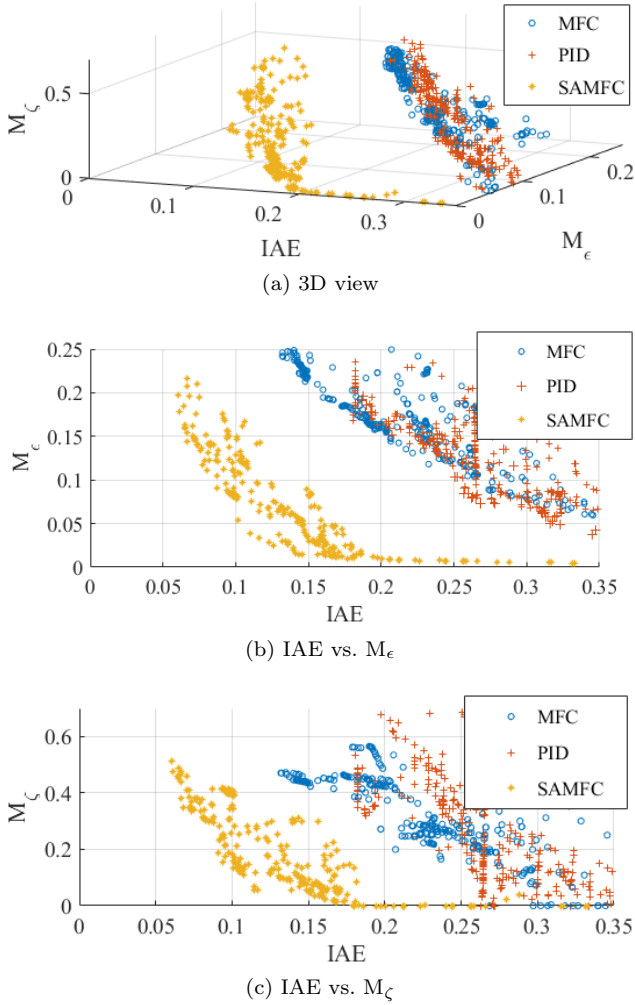 MFC
PID
SAMFC
M_ζ
0.5
0
0
0.1
0.2
0.3
IAE
0
0.1
0.2
M_ϵ
(a) 3D view
0.25
0.2
0.15
0.1
0.05
0
M_ϵ
MFC
PID
SAMFC
0
0.05
0.1
0.15
0.2
0.25
0.3
0.35
IAE
(b) IAE vs. M_ϵ
0.6
0.4
0.2
0
M_ζ
MFC
PID
SAMFC
0
0.05
0.1
0.15
0.2
0.25
0.3
0.35
IAE
(c) IAE vs. M_ζ